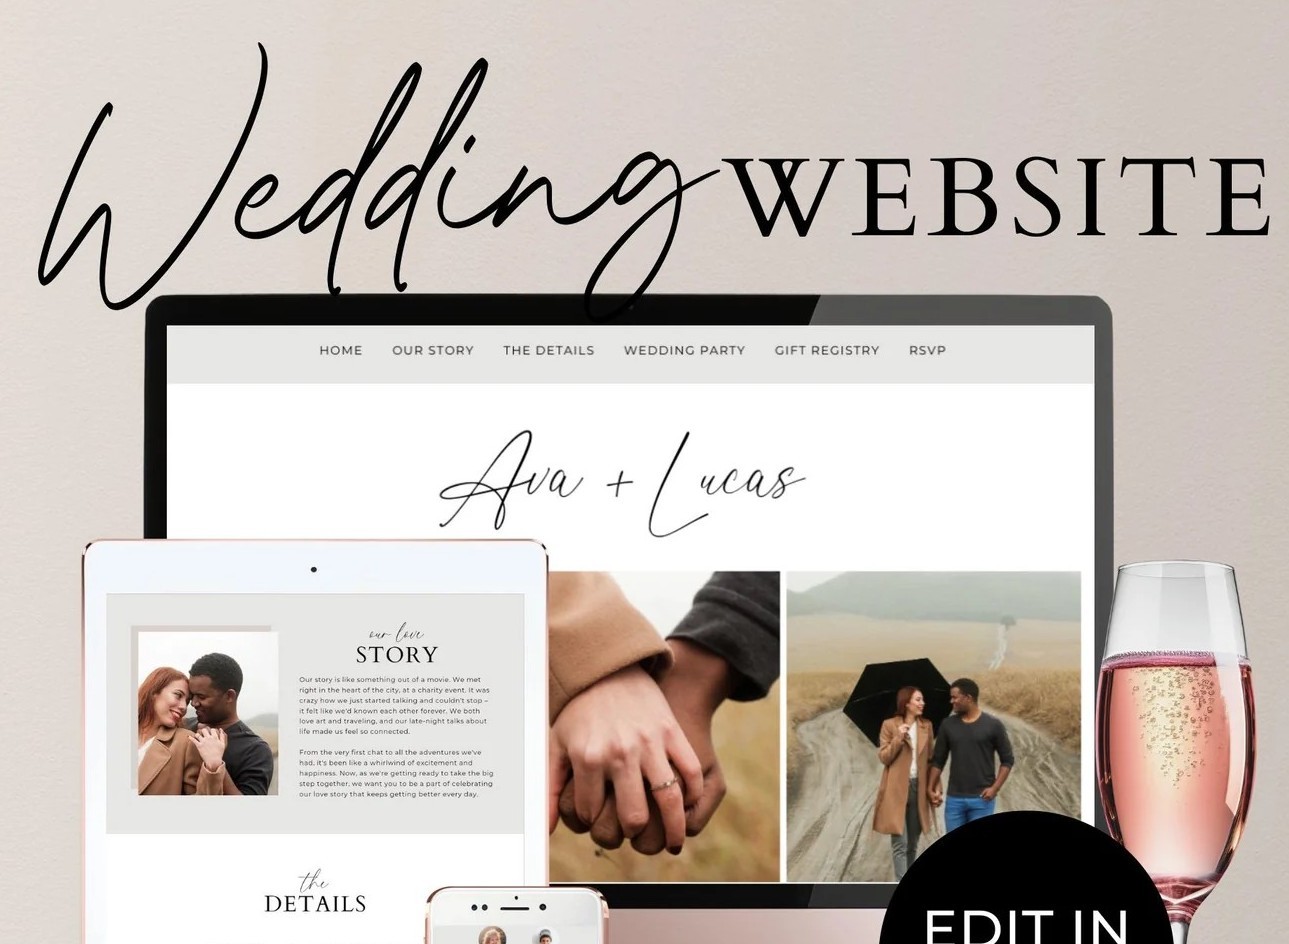 Wedding WEBSITE
HOME OUR STORY THE DETAILS WEDDING PARTY GIFT REGISTRY RSVP
Ava + Lucas
our love
STORY
Our story is like something out of a movie. We met
right in the heart of the city, at a charity event. It was
crazy how we just started talking and couldn't stop –
it felt like we'd known each other forever. We both
love art and traveling, and our late-night talks about
life made us feel so connected.
From the very first chat to all the adventures we've
had, it's been like a whirlwind of excitement and
happiness. Now, as we're getting ready to take the big
step together, we want you to be a part of celebrating
our love story that keeps getting better every day.
the
DETAILS
EDIT IN